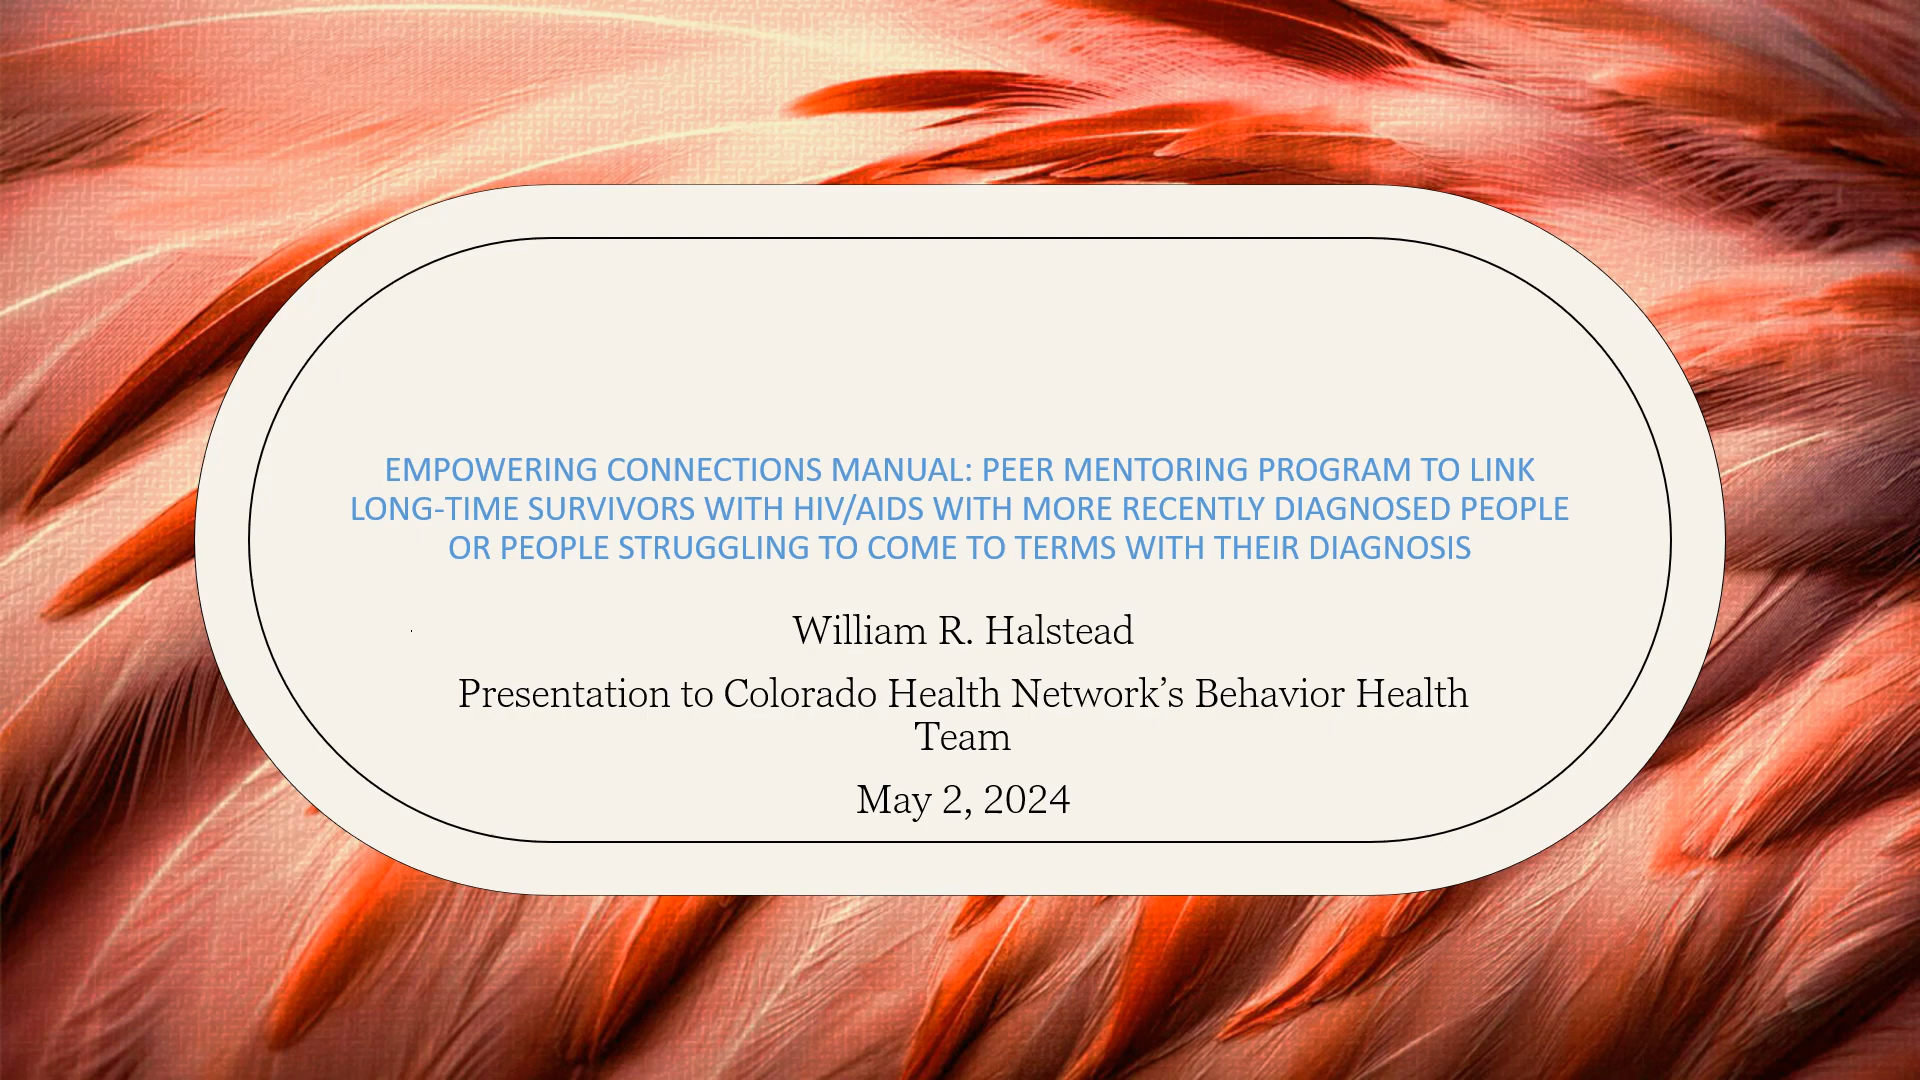 EMPOWERING CONNECTIONS MANUAL: PEER MENTORING PROGRAM TO LINK
LONG-TIME SURVIVORS WITH HIV/AIDS WITH MORE RECENTLY DIAGNOSED PEOPLE
OR PEOPLE STRUGGLING TO COME TO TERMS WITH THEIR DIAGNOSIS
William R. Halstead
Presentation to Colorado Health Network’s Behavior Health
Team
May 2, 2024